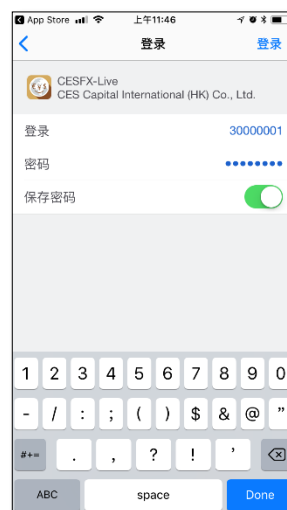 App Store 上午11:46
登录 登录
CESFX-Live
CES Capital International (HK) Co., Ltd.
登录 30000001
密码 ●●●●●●●●
保存密码
1 2 3 4 5 6 7 8 9 0
- / : ; ( ) $ & @ ”
#+= . , ? ! ’
ABC space Done